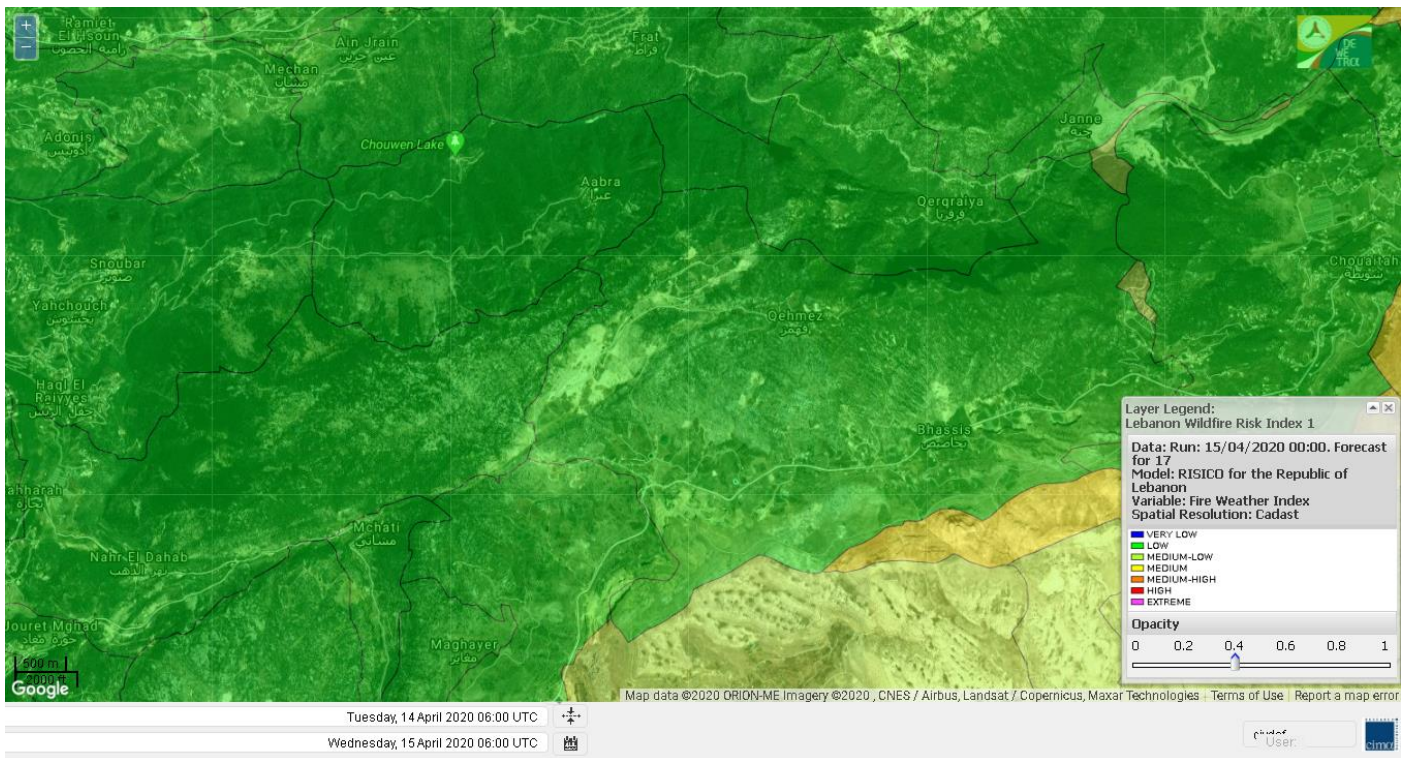 +
−
Ramiet
El Hsoun
رامية الحصون
Ain Jrain
عين جرين
Frat
فراط
Mechan
مشان
Adonis
أدونيس
Chouwen Lake
Janne
جنة
Aabra
عبرا
Qerqraiya
قرقريا
Snoubar
صنوبر
Chouaitah
شويطة
Yahchouch
يحشوش
Qehmez
قهمز
Haql El
Raiyyes
حقل الريس
Bhassis
Mchati
مشاتي
Nahr El Dahab
نهر الذهب
Jouret Mghad
جورة مغاد
Maghayer
مغاير
DE
WE
TRA
Layer Legend:
Lebanon Wildfire Risk Index 1
Data: Run: 15/04/2020 00:00. Forecast
for 17
Model: RISICO for the Republic of
Lebanon
Variable: Fire Weather Index
Spatial Resolution: Cadast
VERY LOW
LOW
MEDIUM-LOW
MEDIUM
MEDIUM-HIGH
HIGH
EXTREME
Opacity
0 0.2 0.4 0.6 0.8 1
500 m
2000 ft
Google
Map data ©2020 ORION-ME Imagery ©2020 , CNES / Airbus, Landsat / Copernicus, Maxar Technologies Terms of Use Report a map error
Tuesday, 14 April 2020 06:00 UTC
Wednesday, 15 April 2020 06:00 UTC
User:
cima